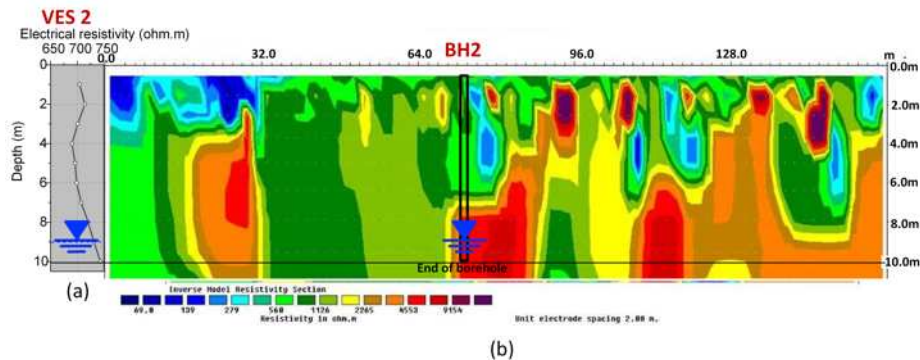 VES 2
Electrical resistivity (ohm.m)
650 700 750
0.0 32.0 64.0 BH2 96.0 128.0 m .
0 0.0m
2 2.0m
4 4.0m
6 6.0m
8 8.0m
10 10.0m
Depth (m)
End of borehole
(a)
Inverse Model Resistivity Section
69.0 139 279 560 1126 2265 4553 9154
Resistivity in ohm.m Unit electrode spacing 2.00 m.
(b)